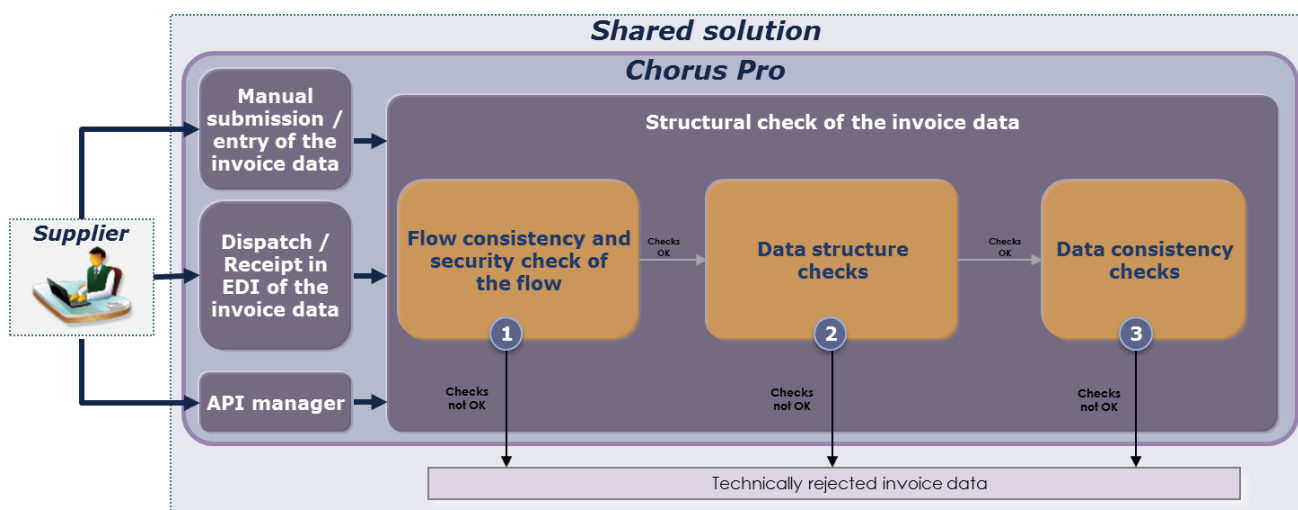 Shared solution
Chorus Pro
Manual
submission /
entry of the
invoice data
Structural check of the invoice data
Supplier
Dispatch /
Receipt in
EDI of the
invoice data
Flow consistency and
security check of
the flow
Checks
OK
Data structure
checks
Checks
OK
Data consistency
checks
1
2
3
API manager
Checks
not OK
Checks
not OK
Checks
not OK
Technically rejected invoice data